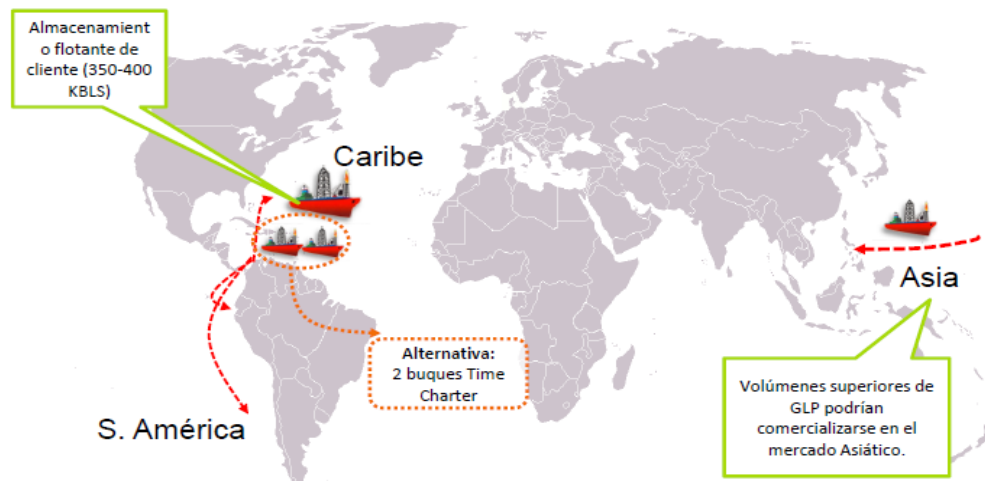 Almacenamient
o flotante de
cliente (350-400
KBLS)
Caribe
Asia
Alternativa:
2 buques Time
Charter
S. América
Volúmenes superiores de
GLP podrían
comercializarse en el
mercado Asiático.